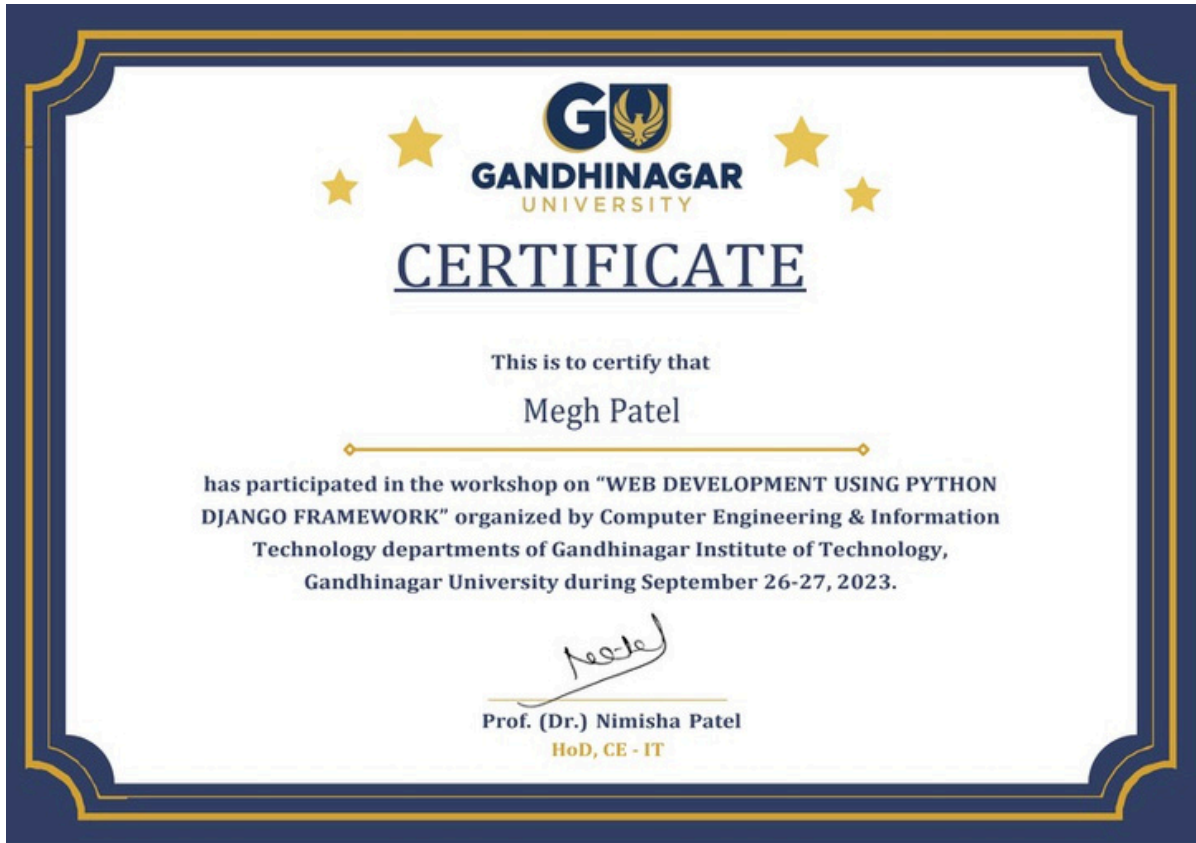 GU
GANDHINAGAR
UNIVERSITY
CERTIFICATE
This is to certify that
Megh Patel
has participated in the workshop on “WEB DEVELOPMENT USING PYTHON
DJANGO FRAMEWORK” organized by Computer Engineering & Information
Technology departments of Gandhinagar Institute of Technology,
Gandhinagar University during September 26-27, 2023.
Prof. (Dr.) Nimisha Patel
HoD, CE - IT